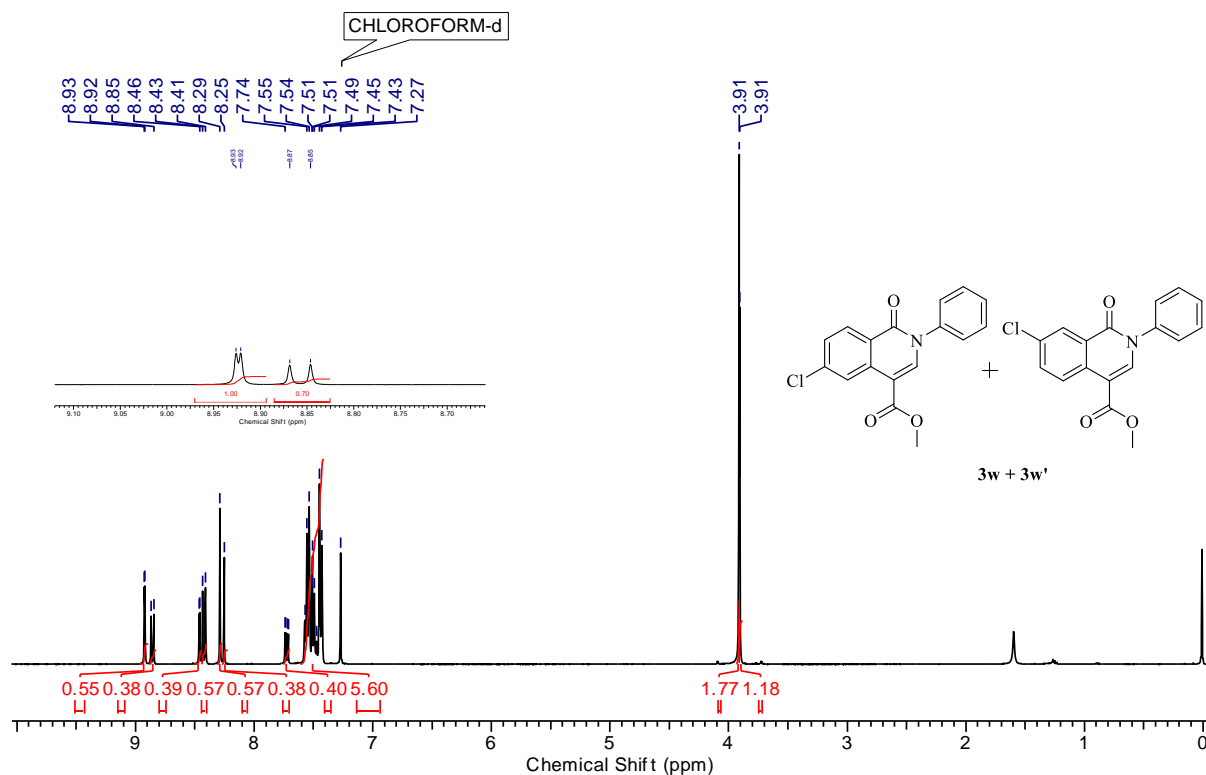 CHLOROFORM-d
8.93
8.92
8.85
8.46
8.43
8.41
8.29
8.25
7.74
7.55
7.54
7.51
7.51
7.49
7.45
7.43
7.27
3.91
3.91
8.93
8.92
8.87
8.85
1.00
0.70
9.10 9.05 9.00 8.95 8.90 8.85 8.80 8.75 8.70
Chemical Shift (ppm)
O
N
Cl
O
O
+
O
Cl
N
O
O
3w + 3w'
0.55 0.38 0.39 0.57 0.57 0.38 0.40 5.60 1.77 1.18
9 8 7 6 5 4 3 2 1 0
Chemical Shift (ppm)